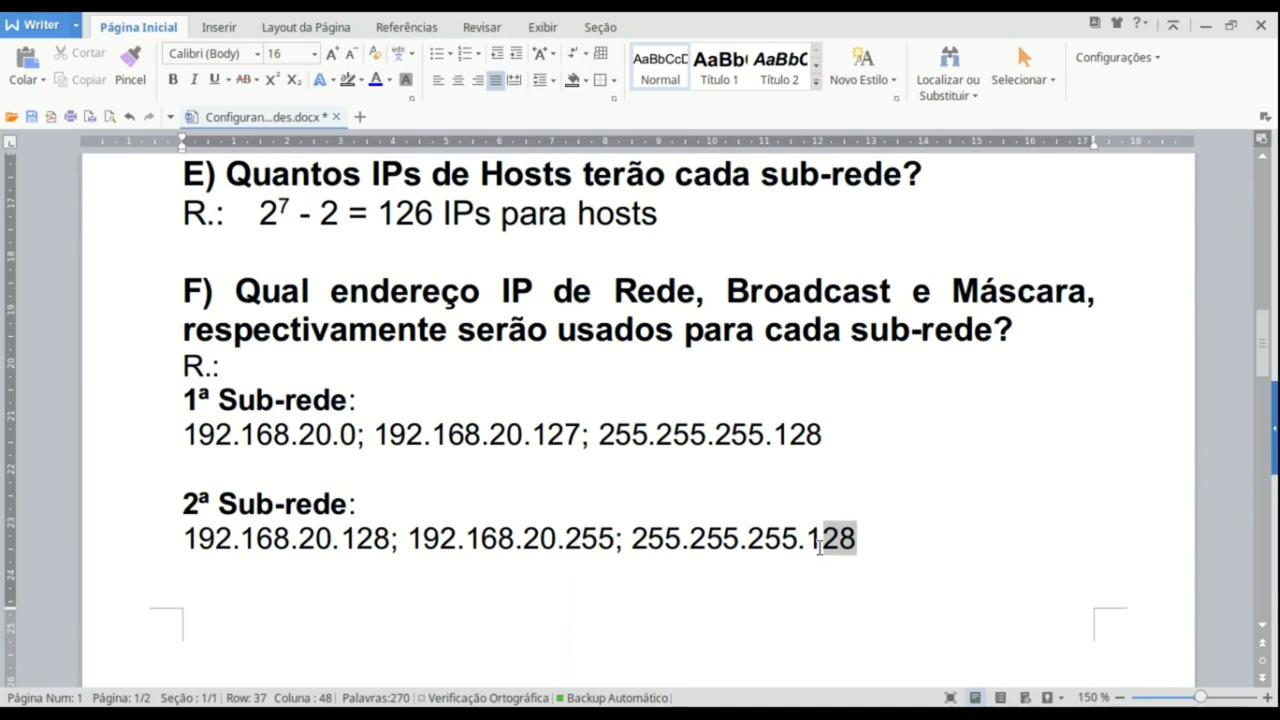 Writer
Página Inicial Inserir Layout da Página Referências Revisar Exibir Seção
Colar Cortar Copiar Pincel
Calibri (Body) 16
AaBbCcD AaBb AaBbC
Normal Título 1 Título 2
Novo Estilo Localizar ou Substituir Selecionar Configurações
Configuran...des.docx *
E) Quantos IPs de Hosts terão cada sub-rede?
R.: 2⁷ - 2 = 126 IPs para hosts
F) Qual endereço IP de Rede, Broadcast e Máscara,
respectivamente serão usados para cada sub-rede?
R.:
1ª Sub-rede:
192.168.20.0; 192.168.20.127; 255.255.255.128
2ª Sub-rede:
192.168.20.128; 192.168.20.255; 255.255.255.128
Página Num: 1 Página: 1/2 Seção : 1/1 Row: 37 Coluna : 48 Palavras:270 Verificação Ortográfica Backup Automático 150 %